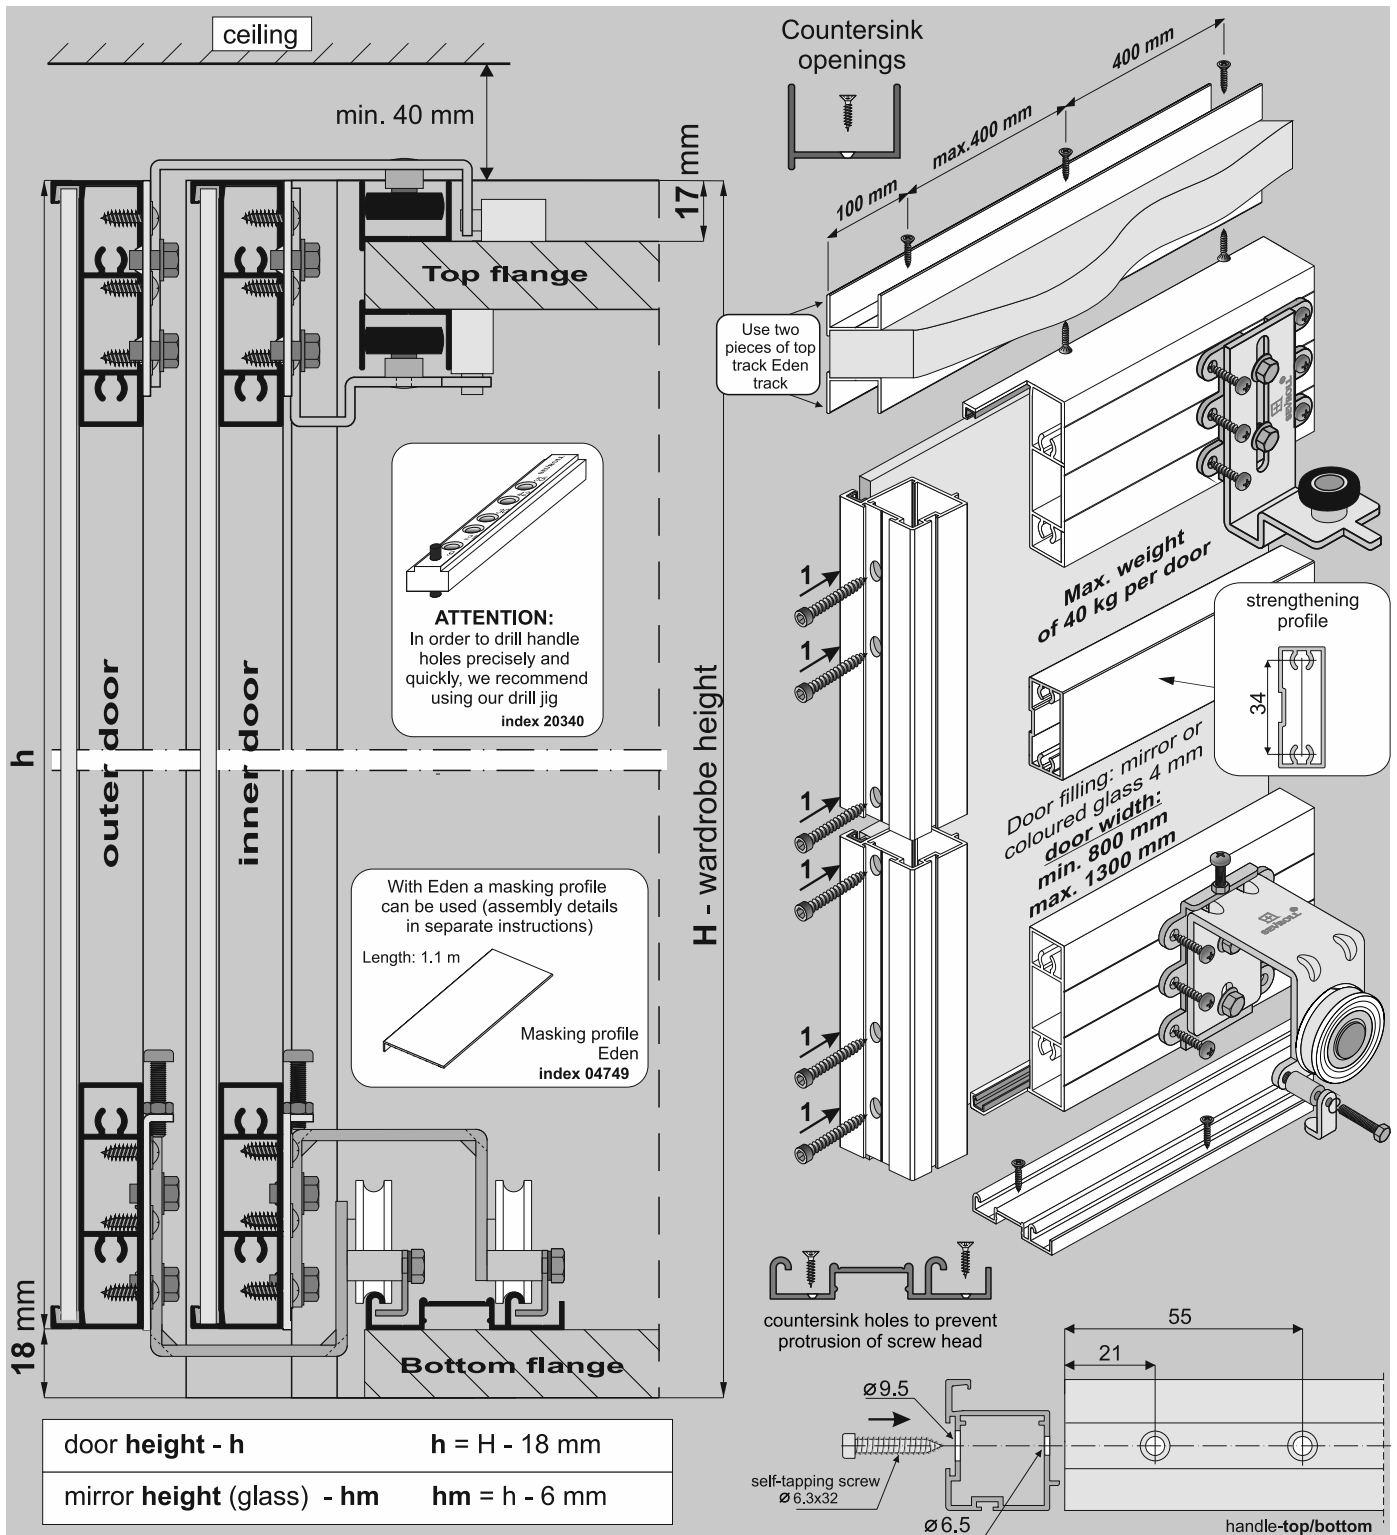 ceiling
min. 40 mm
17 mm
Top flange
ATTENTION:
In order to drill handle
holes precisely and
quickly, we recommend
using our drill jig
index 20340
h
outer door
inner door
H - wardrobe height
With Eden a masking profile
can be used (assembly details
in separate instructions)
Length: 1.1 m
Masking profile
Eden
index 04749
18 mm
Bottom flange
door height - h h = H - 18 mm
mirror height (glass) - hm hm = h - 6 mm
Countersink
openings
100 mm
max.400 mm
400 mm
Use two
pieces of top
track Eden
track
SEVROLL®
Max. weight
of 40 kg per door
1
1
1
1
1
1
strengthening
profile
34
Door filling: mirror or
coloured glass 4 mm
door width:
min. 800 mm
max. 1300 mm
SEVROLL®
countersink holes to prevent
protrusion of screw head
55
21
⌀9.5
self-tapping screw
⌀ 6.3x32
⌀6.5
handle-top/bottom